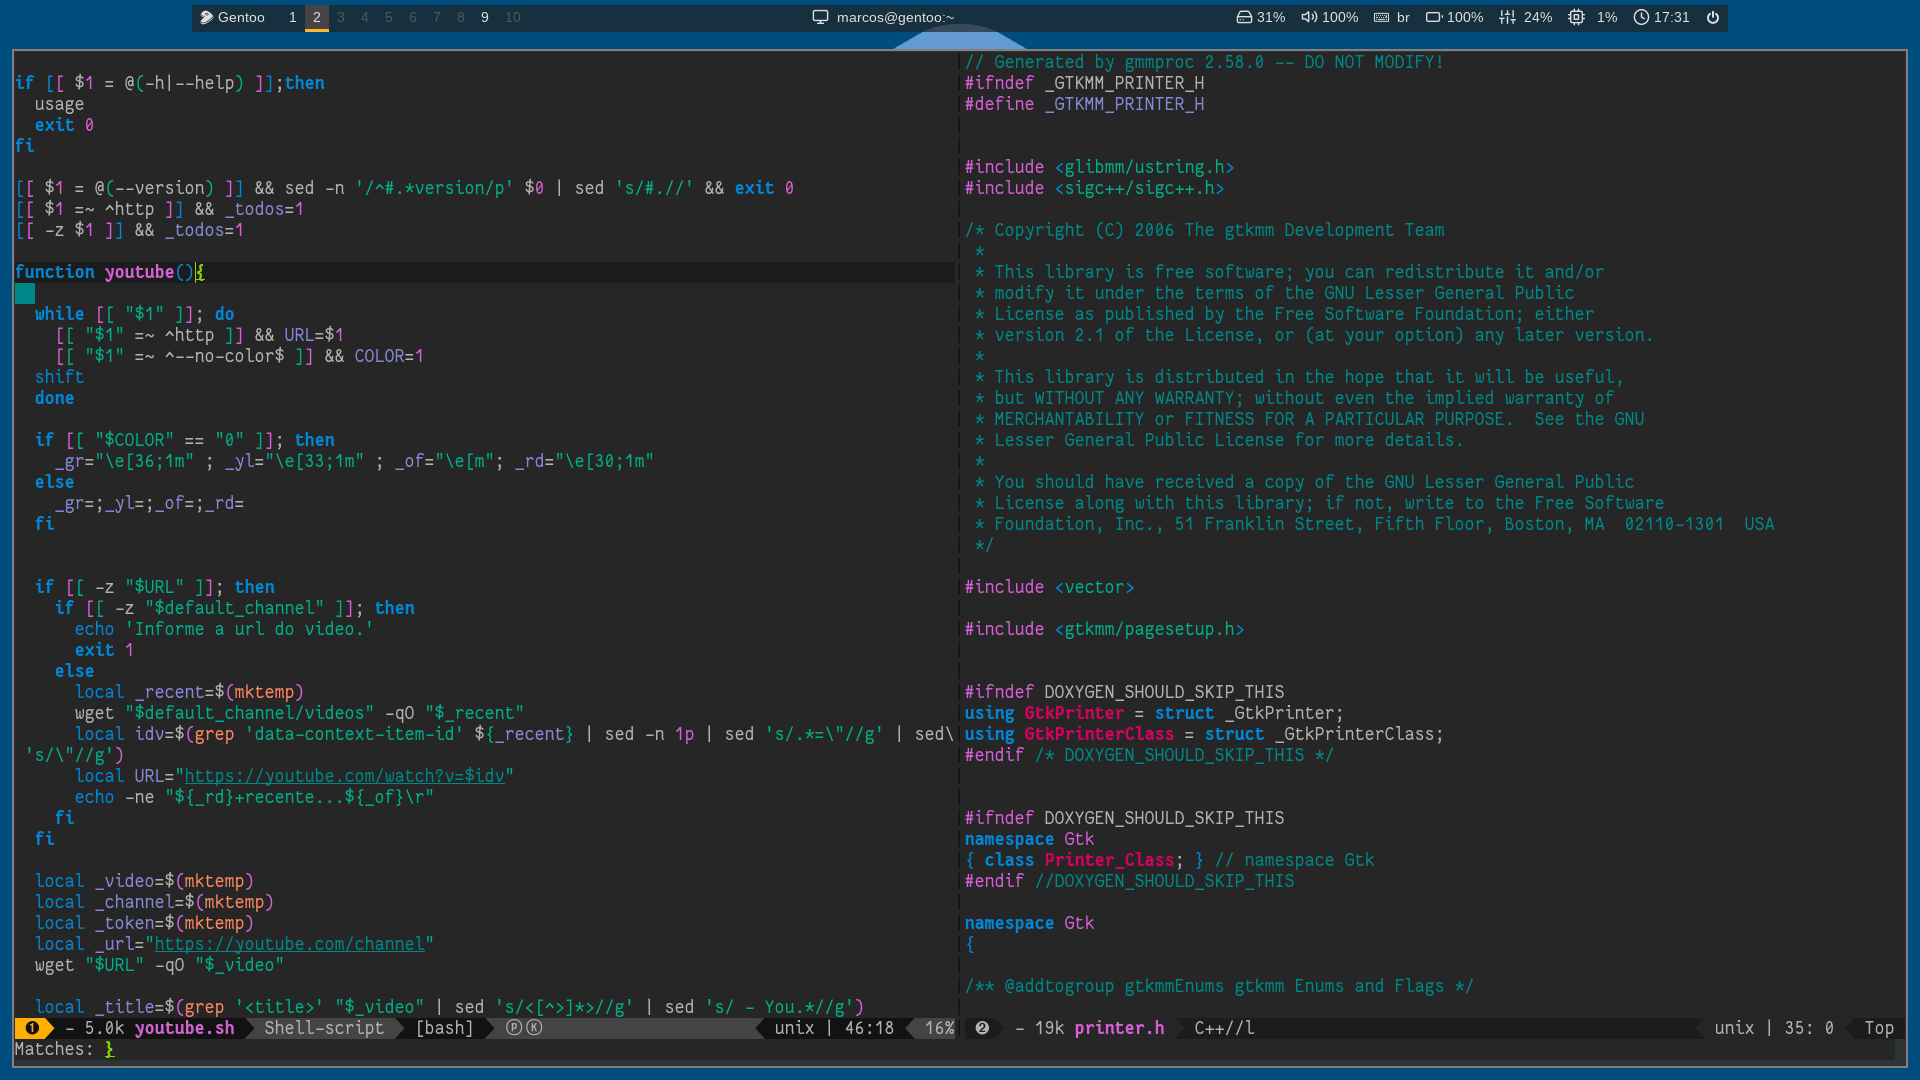 Gentoo 1 2 3 4 5 6 7 8 9 10 marcos@gentoo:~ 31% 100% br 100% 24% 1% 17:31
if [[ $1 = @(-h|--help) ]];then
  usage
  exit 0
fi
[[ $1 = @(--version) ]] && sed -n '/^#.*version/p' $0 | sed 's/#.//' && exit 0
[[ $1 =~ ^http ]] && _todos=1
[[ -z $1 ]] && _todos=1
function youtube(){
  while [[ "$1" ]]; do
    [[ "$1" =~ ^http ]] && URL=$1
    [[ "$1" =~ ^--no-color$ ]] && COLOR=1
  shift
  done
  if [[ "$COLOR" == "0" ]]; then
    _gr="\e[36;1m" ; _yl="\e[33;1m" ; _of="\e[m"; _rd="\e[30;1m"
  else
    _gr=;_yl=;_of=;_rd=
  fi
  if [[ -z "$URL" ]]; then
    if [[ -z "$default_channel" ]]; then
      echo 'Informe a url do video.'
      exit 1
    else
      local _recent=$(mktemp)
      wget "$default_channel/videos" -qO "$_recent"
      local idv=$(grep 'data-context-item-id' ${_recent} | sed -n 1p | sed 's/.*=\"//g' | sed\
 's/\"//g')
      local URL="https://youtube.com/watch?v=$idv"
      echo -ne "${_rd}+recente...${_of}\r"
    fi
  fi
  local _video=$(mktemp)
  local _channel=$(mktemp)
  local _token=$(mktemp)
  local _url="https://youtube.com/channel"
  wget "$URL" -qO "$_video"
  local _title=$(grep '<title>' "$_video" | sed 's/<[^>]*>//g' | sed 's/ - You.*//g')
1 - 5.0k youtube.sh Shell-script [bash] Ⓟ Ⓚ unix | 46:18 16%
Matches: }
// Generated by gmmproc 2.58.0 -- DO NOT MODIFY!
#ifndef _GTKMM_PRINTER_H
#define _GTKMM_PRINTER_H
#include <glibmm/ustring.h>
#include <sigc++/sigc++.h>
/* Copyright (C) 2006 The gtkmm Development Team
 *
 * This library is free software; you can redistribute it and/or
 * modify it under the terms of the GNU Lesser General Public
 * License as published by the Free Software Foundation; either
 * version 2.1 of the License, or (at your option) any later version.
 *
 * This library is distributed in the hope that it will be useful,
 * but WITHOUT ANY WARRANTY; without even the implied warranty of
 * MERCHANTABILITY or FITNESS FOR A PARTICULAR PURPOSE.  See the GNU
 * Lesser General Public License for more details.
 *
 * You should have received a copy of the GNU Lesser General Public
 * License along with this library; if not, write to the Free Software
 * Foundation, Inc., 51 Franklin Street, Fifth Floor, Boston, MA  02110-1301  USA
 */
#include <vector>
#include <gtkmm/pagesetup.h>
#ifndef DOXYGEN_SHOULD_SKIP_THIS
using GtkPrinter = struct _GtkPrinter;
using GtkPrinterClass = struct _GtkPrinterClass;
#endif /* DOXYGEN_SHOULD_SKIP_THIS */
#ifndef DOXYGEN_SHOULD_SKIP_THIS
namespace Gtk
{ class Printer_Class; } // namespace Gtk
#endif //DOXYGEN_SHOULD_SKIP_THIS
namespace Gtk
{
/** @addtogroup gtkmmEnums gtkmm Enums and Flags */
2 - 19k printer.h C++//l unix | 35: 0 Top